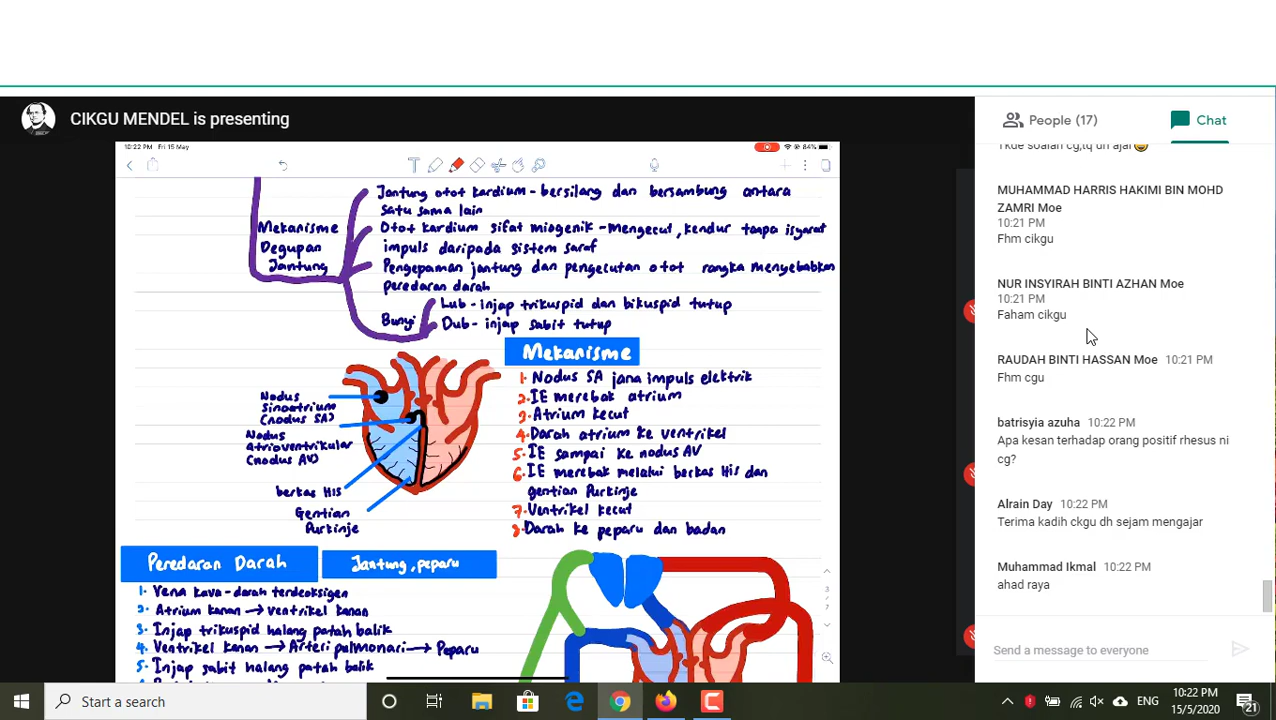 CIKGU MENDEL is presenting
10:22 PM Fri 15 May
84%
T
Jantung otot kardium - bersilang dan bersambung antara
satu sama lain
Mekanisme
Degupan
Jantung
Otot kardium sifat miogenik - mengecut, kendur tanpa isyarat
impuls daripada sistem saraf
Pengepaman jantung dan pengecutan otot rangka menyebabkan
peredaran darah
Bunyi
Lub - injap trikuspid dan bikuspid tutup
Dub - injap sabit tutup
Nodus
Sinoatrium
(nodus SA)
Nodus
Atrioventrikular
(nodus AV)
berkas His
Gentian
Purkinje
Mekanisme
1. Nodus SA jana impuls elektrik
2. IE merebak atrium
3. Atrium kecut
4. Darah atrium ke ventrikel
5. IE sampai ke nodus AV
6. IE merebak melalui berkas His dan
gentian Purkinje
7. Ventrikel kecut
8. Darah ke peparu dan badan
Peredaran Darah
Jantung, peparu
1. Vena kava - darah terdeoksigen
2. Atrium kanan → ventrikel kanan
3. Injap trikuspid halang patah balik
4. Ventrikel kanan → Arteri pulmonari → Peparu
5. Injap sabit halang patah balik
People (17)
Chat
MUHAMMAD HARRIS HAKIMI BIN MOHD
ZAMRI Moe
10:21 PM
Fhm cikgu
NUR INSYIRAH BINTI AZHAN Moe
10:21 PM
Faham cikgu
RAUDAH BINTI HASSAN Moe 10:21 PM
Fhm cgu
batrisyia azuha 10:22 PM
Apa kesan terhadap orang positif rhesus ni
cg?
Alrain Day 10:22 PM
Terima kadih ckgu dh sejam mengajar
Muhammad Ikmal 10:22 PM
ahad raya
Send a message to everyone
Start a search
ENG
10:22 PM
15/5/2020
21